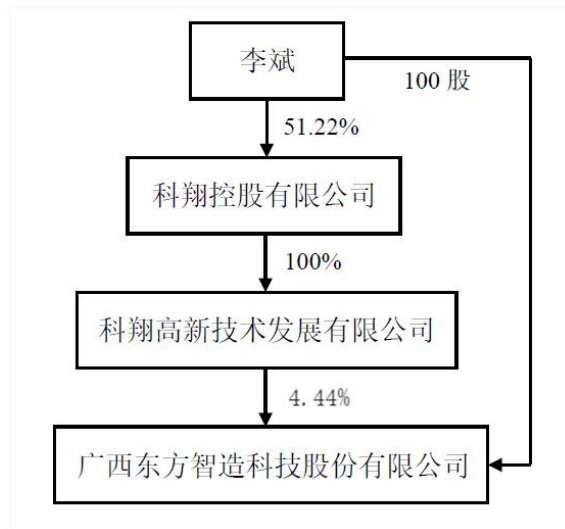 李斌
100 股
51.22%
科翔控股有限公司
100%
科翔高新技术发展有限公司
4.44%
广西东方智造科技股份有限公司